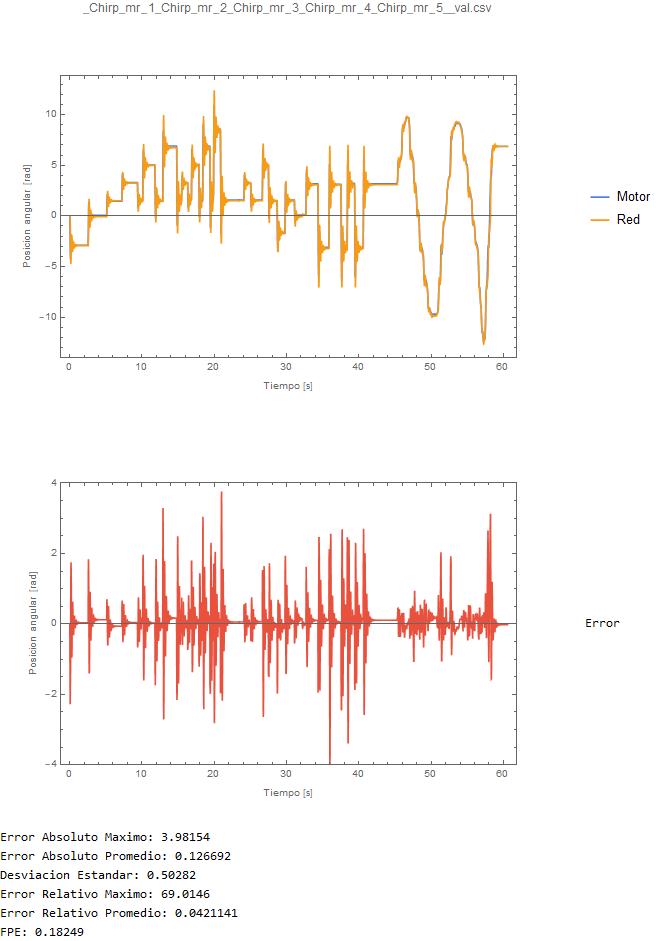 _Chirp_mr_1_Chirp_mr_2_Chirp_mr_3_Chirp_mr_4_Chirp_mr_5__val.csv
10
5
0
−5
−10
Posicion angular [rad]
0 10 20 30 40 50 60
Tiempo [s]
Motor
Red
4
2
0
−2
−4
Posicion angular [rad]
0 10 20 30 40 50 60
Tiempo [s]
Error
Error Absoluto Maximo: 3.98154
Error Absoluto Promedio: 0.126692
Desviacion Estandar: 0.50282
Error Relativo Maximo: 69.0146
Error Relativo Promedio: 0.0421141
FPE: 0.18249